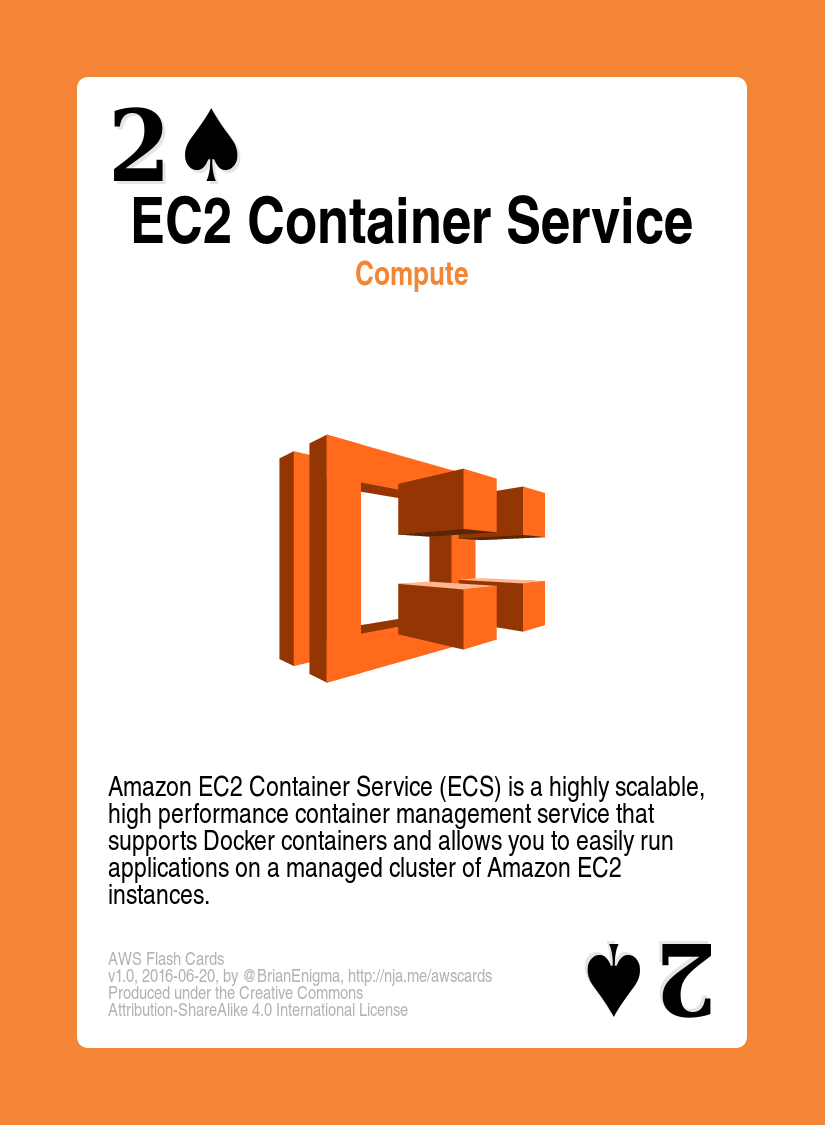 2♠
EC2 Container Service
Compute
Amazon EC2 Container Service (ECS) is a highly scalable,
high performance container management service that
supports Docker containers and allows you to easily run
applications on a managed cluster of Amazon EC2
instances.
AWS Flash Cards
v1.0, 2016-06-20, by @BrianEnigma, http://nja.me/awscards
Produced under the Creative Commons
Attribution-ShareAlike 4.0 International License
2♠